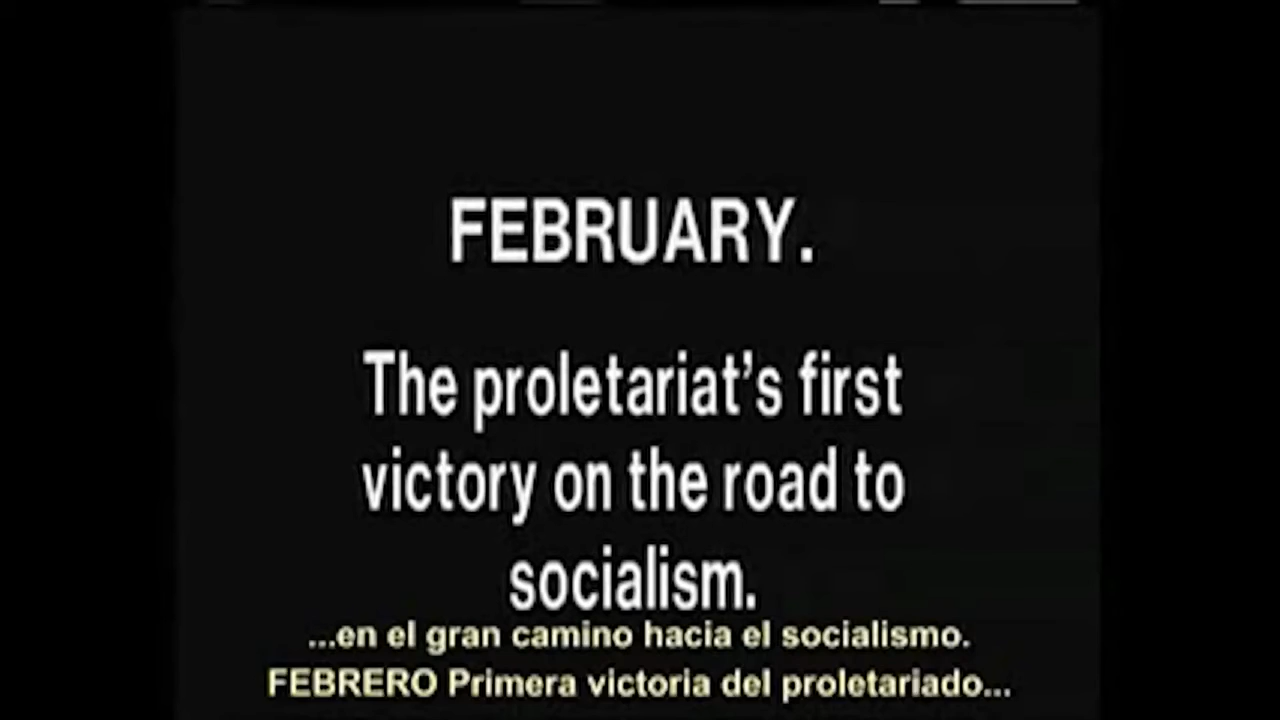 FEBRUARY.
The proletariat's first
victory on the road to
socialism.
...en el gran camino hacia el socialismo.
FEBRERO Primera victoria del proletariado...